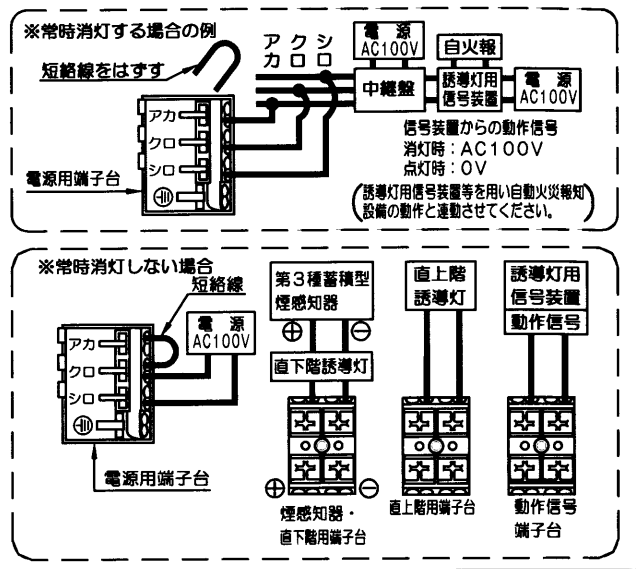 ※常時消灯する場合の例
短絡線をはずす
アカ
クロ
シロ
電源用端子台
アカ
クロ
シロ
電源
AC100V
自火報
中継盤
誘導灯用
信号装置
電源
AC100V
信号装置からの動作信号
消灯時：AC100V
点灯時：0V
(誘導灯用信号装置等を用い自動火災報知
設備の動作と連動させてください。)
※常時消灯しない場合
短絡線
アカ
クロ
シロ
電源
AC100V
電源用端子台
第3種蓄積型
煙感知器
⊕ ⊖
直下階誘導灯
⊕ ⊖
煙感知器・
直下階用端子台
直上階
誘導灯
直上階用端子台
誘導灯用
信号装置
動作信号
動作信号
端子台